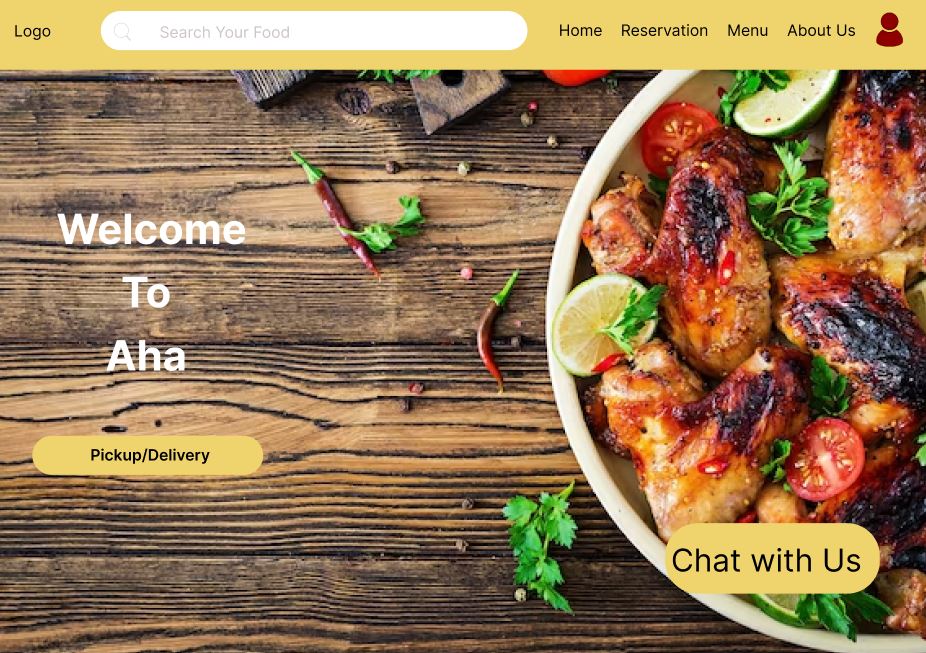 Logo
Search Your Food
Home Reservation Menu About Us
Welcome
To
Aha
Pickup/Delivery
Chat with Us